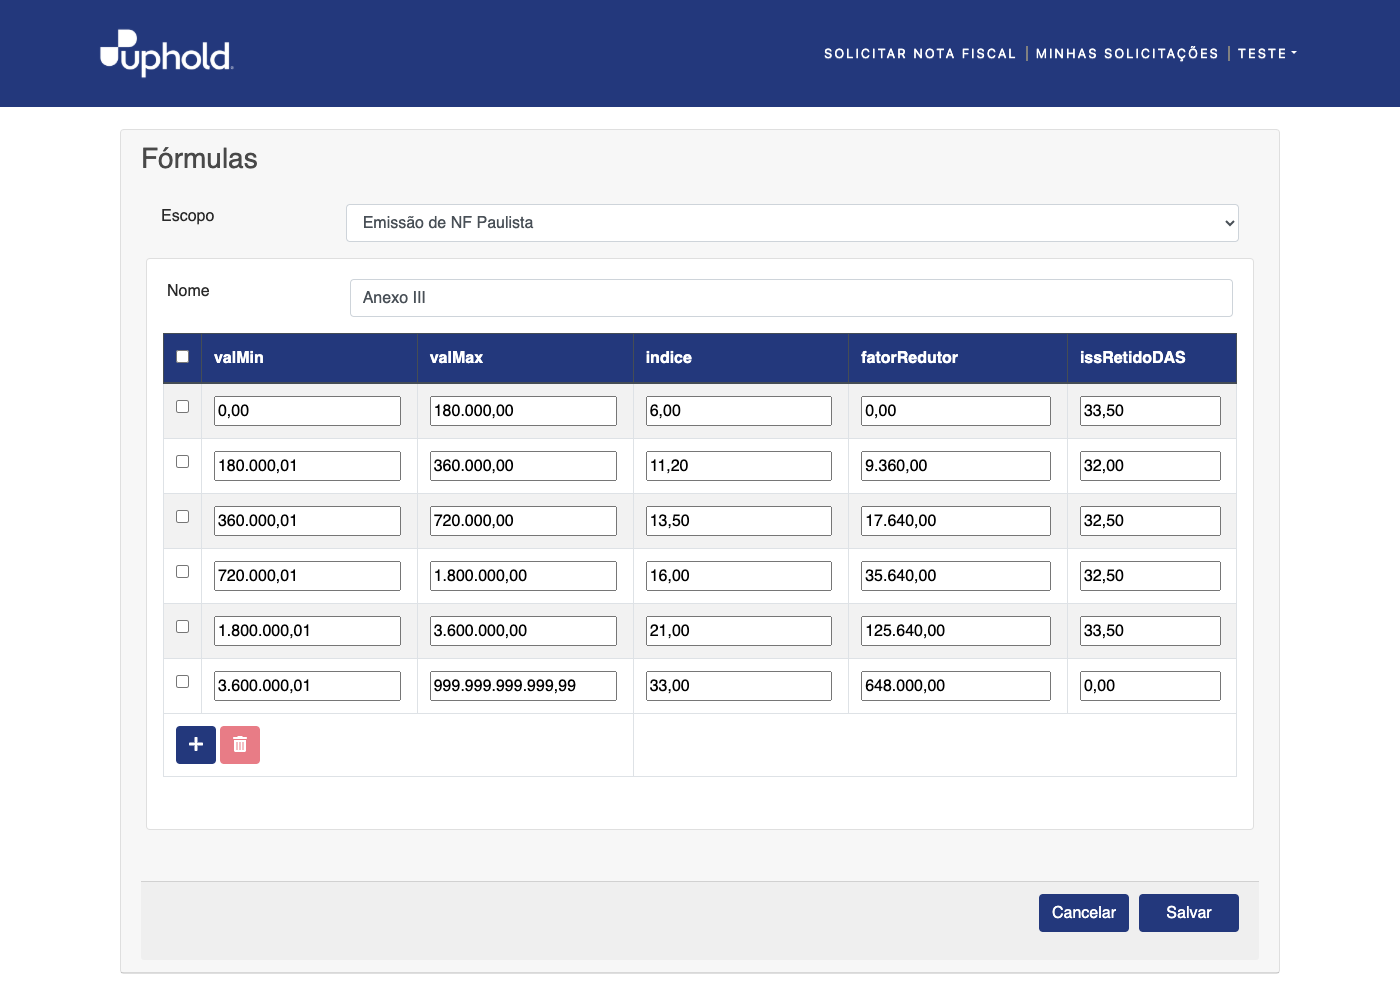 uphold
SOLICITAR NOTA FISCAL | MINHAS SOLICITAÇÕES | TESTE
Fórmulas
Escopo Emissão de NF Paulista
Nome Anexo III
valMin valMax indice fatorRedutor issRetidoDAS
0,00 180.000,00 6,00 0,00 33,50
180.000,01 360.000,00 11,20 9.360,00 32,00
360.000,01 720.000,00 13,50 17.640,00 32,50
720.000,01 1.800.000,00 16,00 35.640,00 32,50
1.800.000,01 3.600.000,00 21,00 125.640,00 33,50
3.600.000,01 999.999.999.999,99 33,00 648.000,00 0,00
Cancelar Salvar